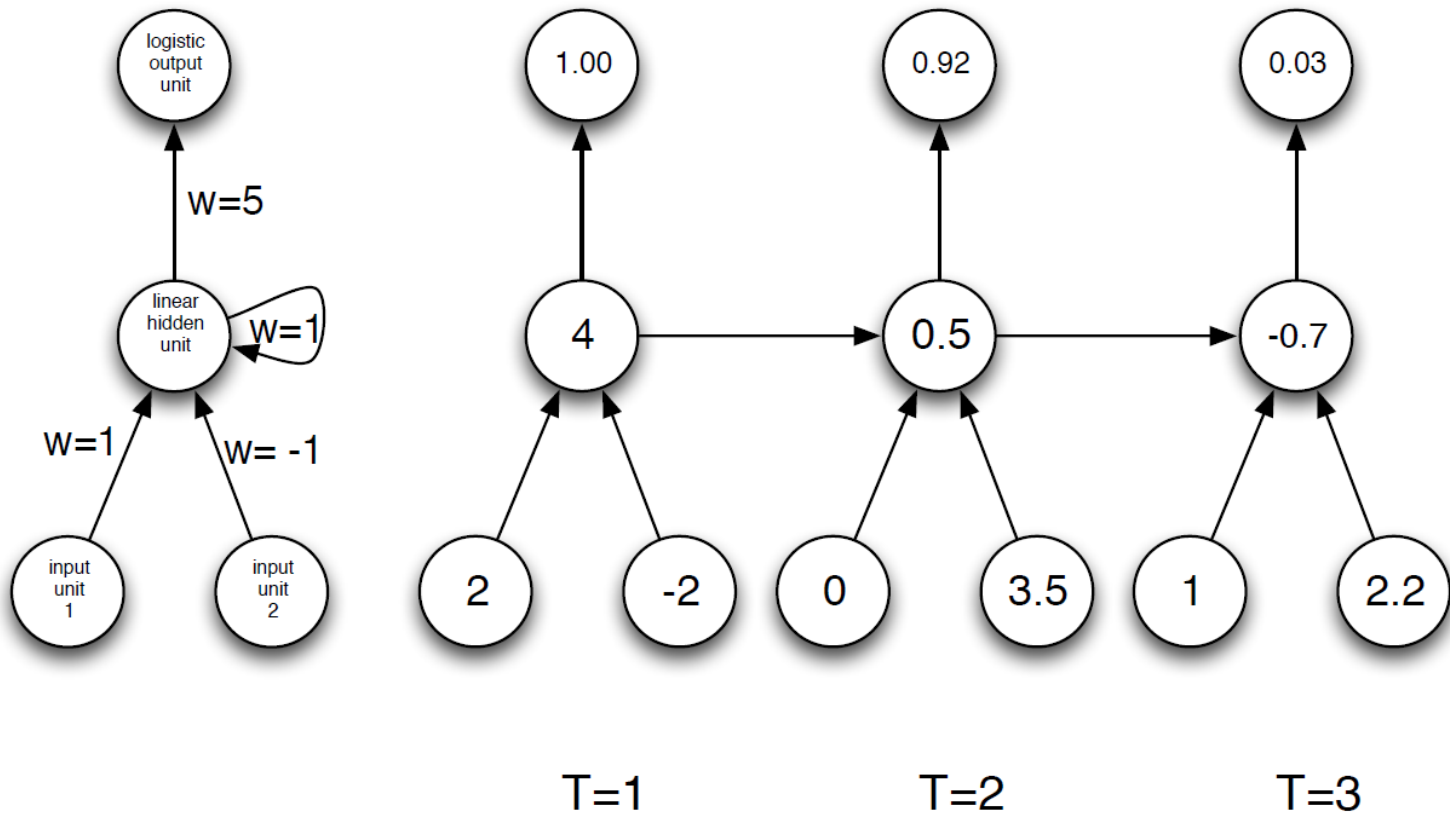 logistic
output
unit
1.00
0.92
0.03
w=5
linear
hidden
unit
w=1
4
0.5
-0.7
w=1
w= -1
input
unit
1
input
unit
2
2
-2
0
3.5
1
2.2
T=1
T=2
T=3